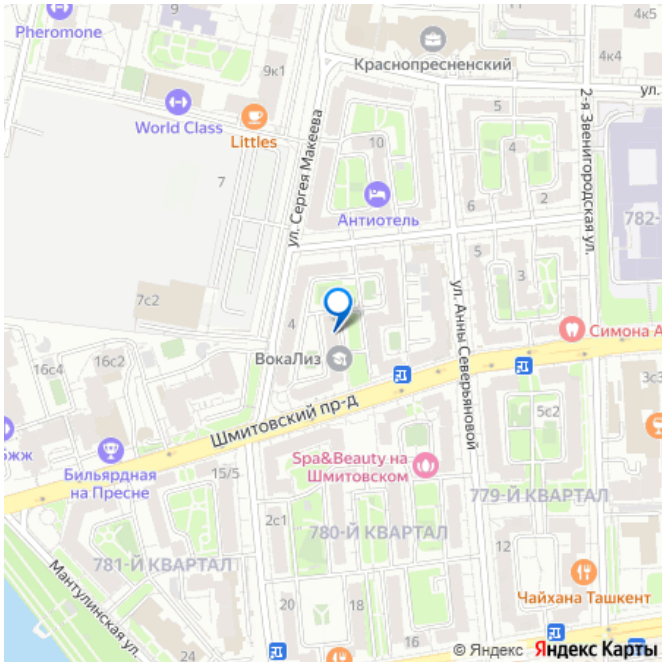 Pheromone
9
9к1
Краснопресненский
4к4
4к5
World Class
Littles
ул. Сергея Макеева
10
5
4
2-я Звенигородская ул.
ул.
7
Антиотель
6
2
782-
7с2
5
3
4
ул. Анны Северьяновой
Симона А
16с4
16с2
ВокаЛиз
3с3
Шмитовский пр-д
бжж
Бильярдная
на Пресне
15/5
Spa&Beauty на
Шмитовском
5с2
779-Й КВАРТАЛ
2с1
780-Й КВАРТАЛ
781-Й КВАРТАЛ
12
Мантулинская ул.
20
18
16
Чайхана Ташкент
© Яндекс Яндекс Карты